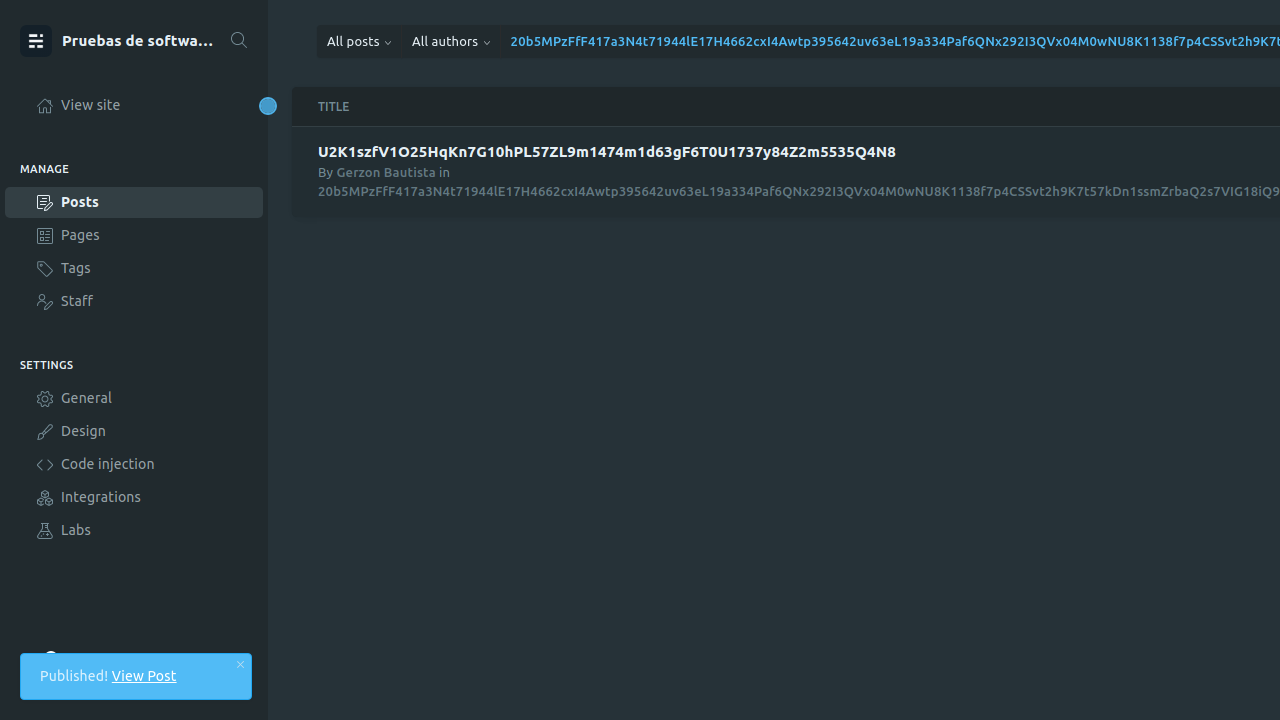 Pruebas de softwa...
All posts
All authors
20b5MPzFfF417a3N4t71944lE17H4662cxI4Awtp395642uv63eL19a334Paf6QNx292I3QVx04M0wNU8K1138f7p4CSSvt2h9K7t
View site
TITLE
U2K1szfV1O25HqKn7G10hPL57ZL9m1474m1d63gF6T0U1737y84Z2m5535Q4N8
By Gerzon Bautista in
20b5MPzFfF417a3N4t71944lE17H4662cxI4Awtp395642uv63eL19a334Paf6QNx292I3QVx04M0wNU8K1138f7p4CSSvt2h9K7t57kDn1ssmZrbaQ2s7VIG18iQ9
MANAGE
Posts
Pages
Tags
Staff
SETTINGS
General
Design
Code injection
Integrations
Labs
Published! View Post